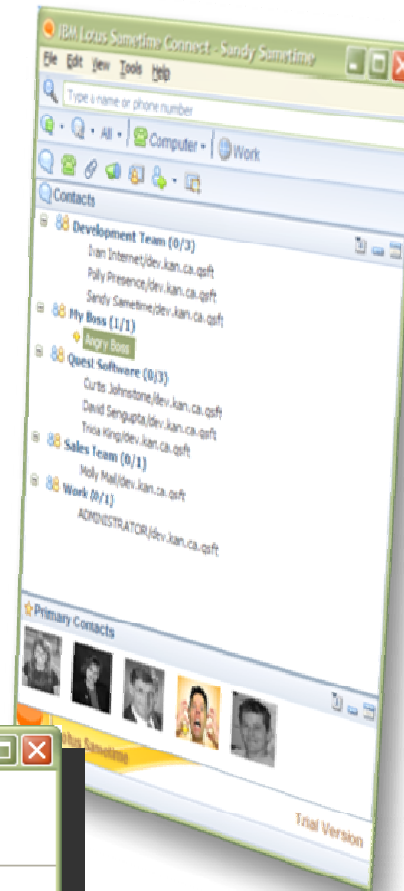 IBM Lotus Sametime Connect - Sandy Sametime
File Edit View Tools Help
Type a name or phone number
All Computer Work
Contacts
Development Team (0/3)
Ivan Internet/dev.kan.ca.qsft
Polly Presence/dev.kan.ca.qsft
Sandy Sametime/dev.kan.ca.qsft
My Boss (1/1)
Angry Boss
Quest Software (0/3)
Curtis Johnstone/dev.kan.ca.qsft
David Sengupta/dev.kan.ca.qsft
Trica King/dev.kan.ca.qsft
Sales Team (0/1)
Molly Mail/dev.kan.ca.qsft
Work (0/1)
ADMINISTRATOR/dev.kan.ca.qsft
Primary Contacts
Lotus Sametime
Trial Version